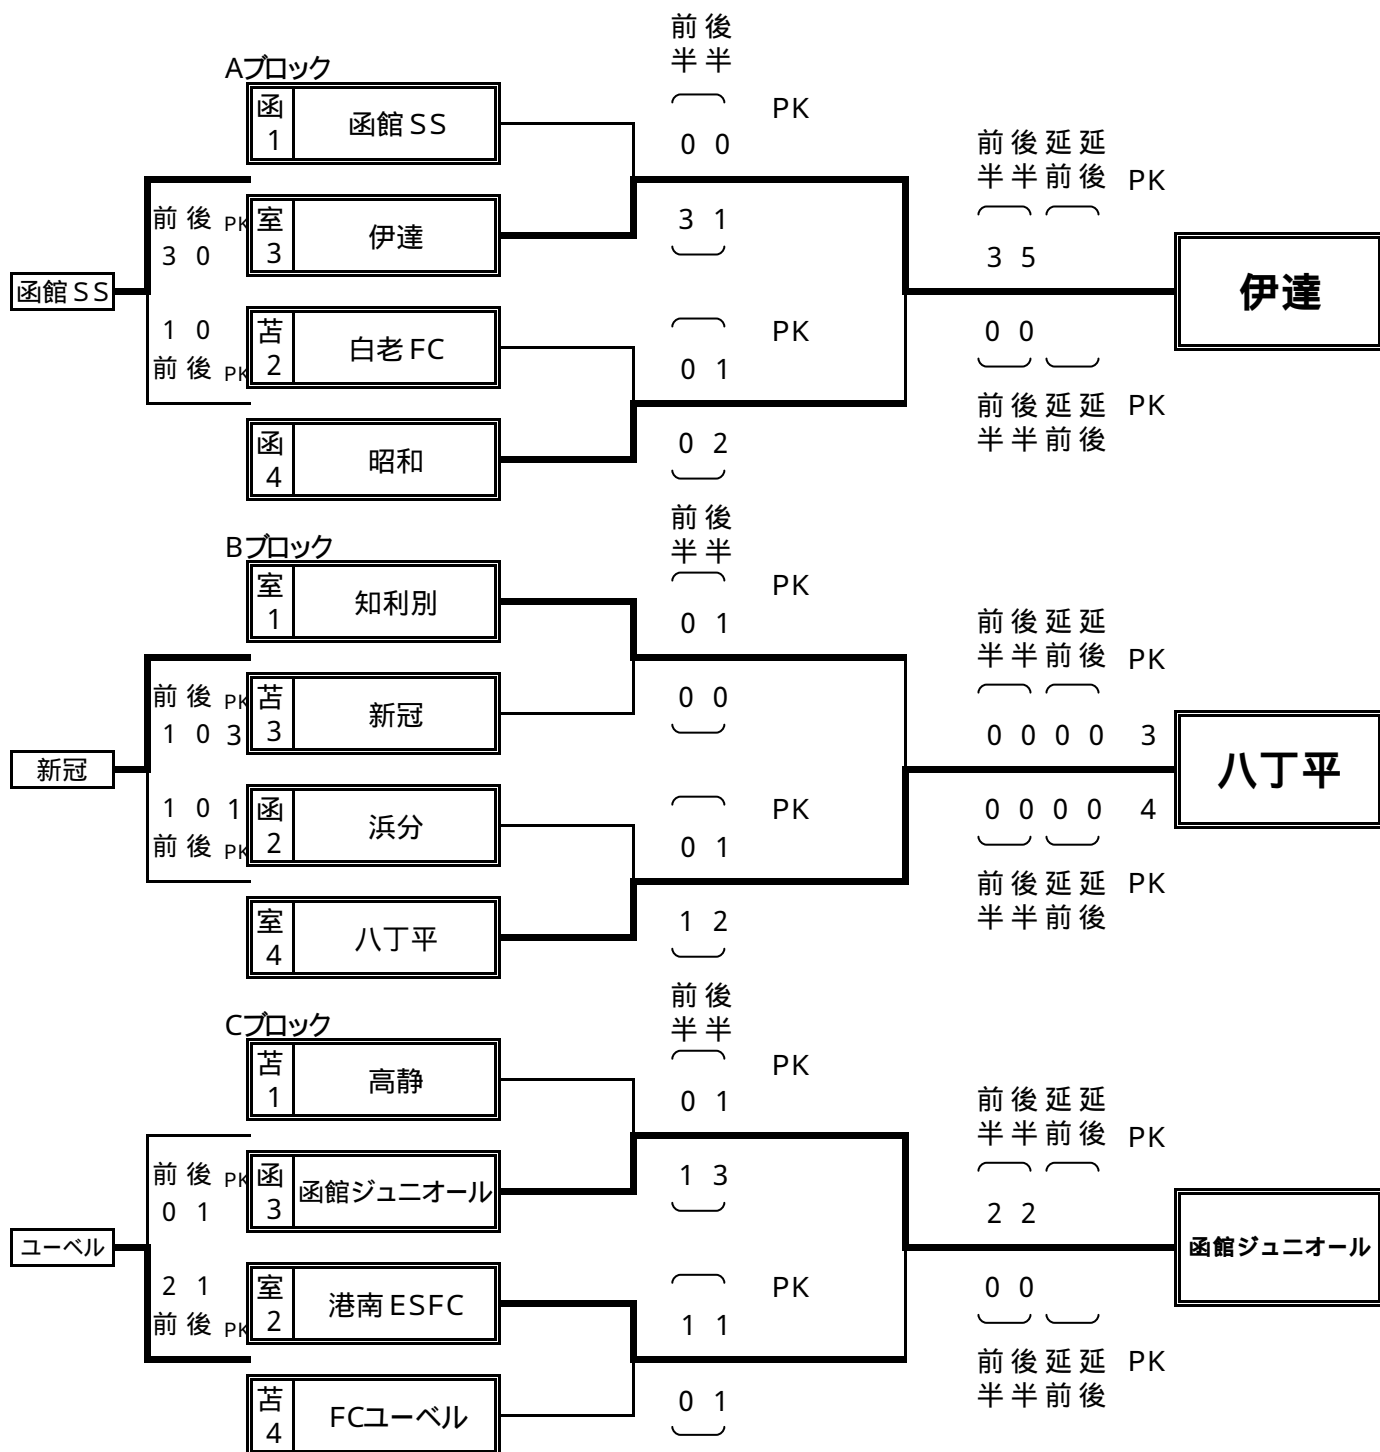 前 後
半 半
Aブロック
函 1 函館SS
PK
0 0
前 後 延 延
半 半 前 後 PK
前 後 PK
3 0
室 3 伊達
3 1
3 5
函館SS
伊達
1 0
前 後 PK
苫 2 白老FC
PK
0 1
0 0
前 後 延 延
半 半 前 後 PK
函 4 昭和
0 2
前 後
半 半
Bブロック
室 1 知利別
PK
0 1
前 後 延 延
半 半 前 後 PK
前 後 PK
1 0 3
苫 3 新冠
0 0
0 0 0 0 3
新冠
八丁平
1 0 1
前 後 PK
函 2 浜分
PK
0 1
0 0 0 0 4
前 後 延 延
半 半 前 後 PK
室 4 八丁平
1 2
前 後
半 半
Cブロック
苫 1 高静
PK
0 1
前 後 延 延
半 半 前 後 PK
前 後 PK
0 1
函 3 函館ジュニオール
1 3
2 2
ユーベル
函館ジュニオール
2 1
前 後 PK
室 2 港南ESFC
PK
1 1
0 0
前 後 延 延
半 半 前 後 PK
苫 4 FCユーベル
0 1